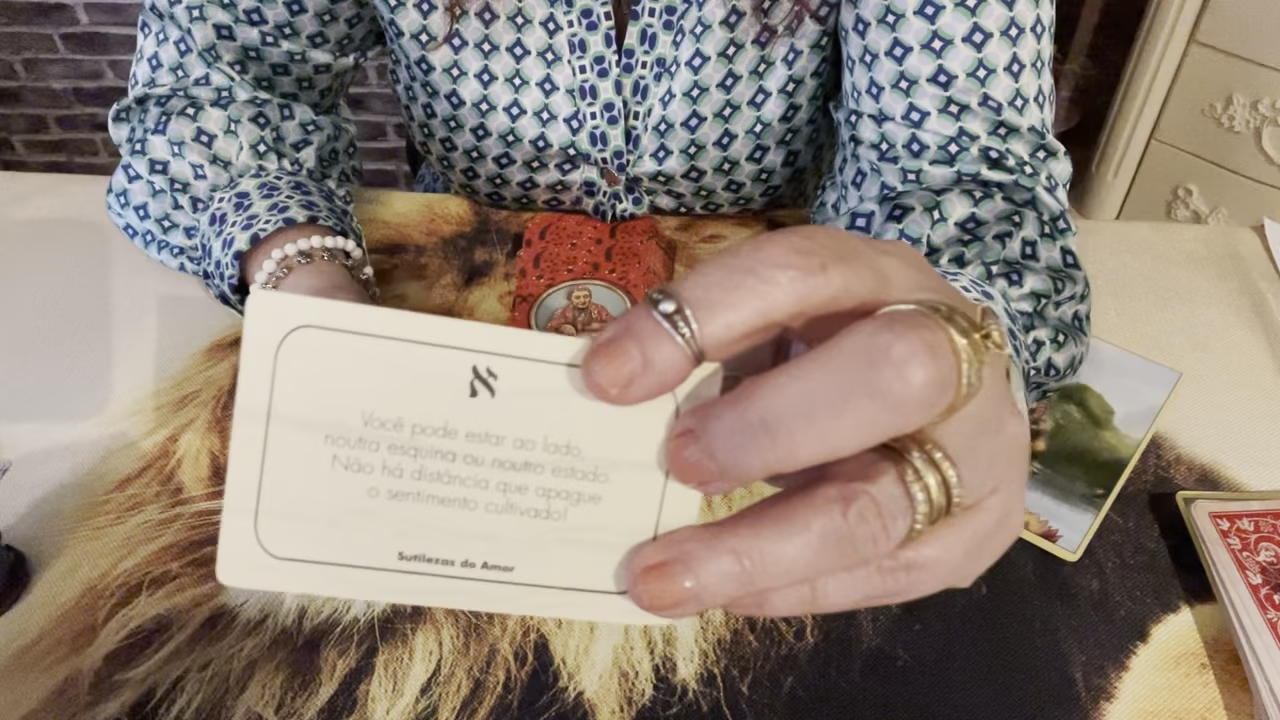 Você pode estar ao lado,
noutra esquina ou noutro estado.
Não há distância que apague
o sentimento cultivado!
Sutilezas do Amor